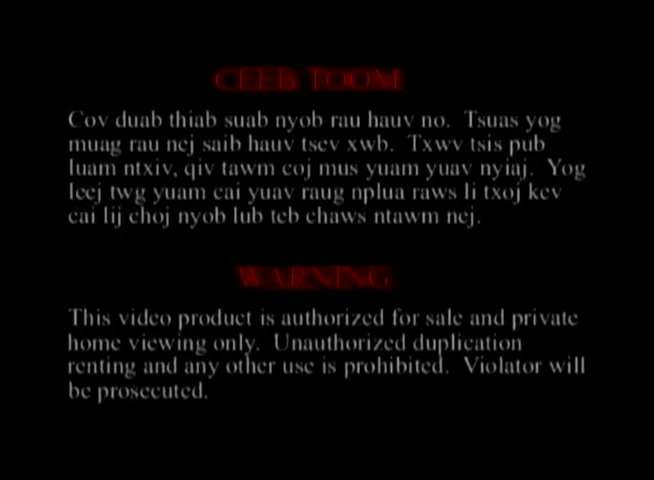 CEEB TOOM
Cov duab thiab suab nyob rau hauv no. Tsuas yog
muag rau nej saib hauv tsev xwb. Txwv tsis pub
luam ntxiv, qiv tawm coj mus yuam yuav nyiaj. Yog
leej twg yuam cai yuav raug nplua raws li txoj kev
cai lij choj nyob lub teb chaws ntawm nej.
WARNING
This video product is authorized for sale and private
home viewing only. Unauthorized duplication
renting and any other use is prohibited. Violator will
be prosecuted.